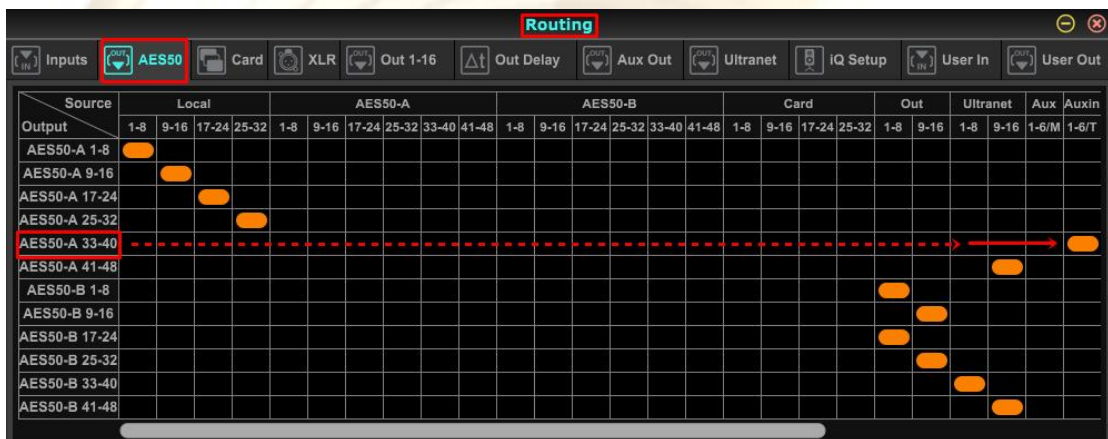 Routing
Inputs AES50 Card XLR Out 1-16 Out Delay Aux Out Ultranet iQ Setup User In User Out
Source Local AES50-A AES50-B Card Out Ultranet Aux Auxin
Output 1-8 9-16 17-24 25-32 1-8 9-16 17-24 25-32 33-40 41-48 1-8 9-16 17-24 25-32 33-40 41-48 1-8 9-16 17-24 25-32 1-8 9-16 1-8 9-16 1-6/M 1-6/T
AES50-A 1-8
AES50-A 9-16
AES50-A 17-24
AES50-A 25-32
AES50-A 33-40
AES50-A 41-48
AES50-B 1-8
AES50-B 9-16
AES50-B 17-24
AES50-B 25-32
AES50-B 33-40
AES50-B 41-48